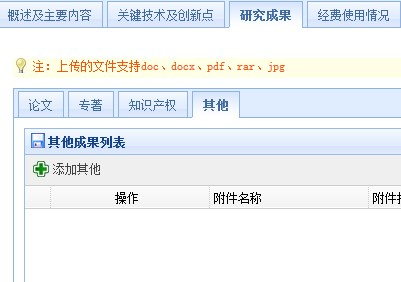 概述及主要内容 关键技术及创新点 研究成果 经费使用情况
注：上传的文件支持doc、docx、pdf、rar、jpg
论文 专著 知识产权 其他
其他成果列表
添加其他
操作 附件名称 附件